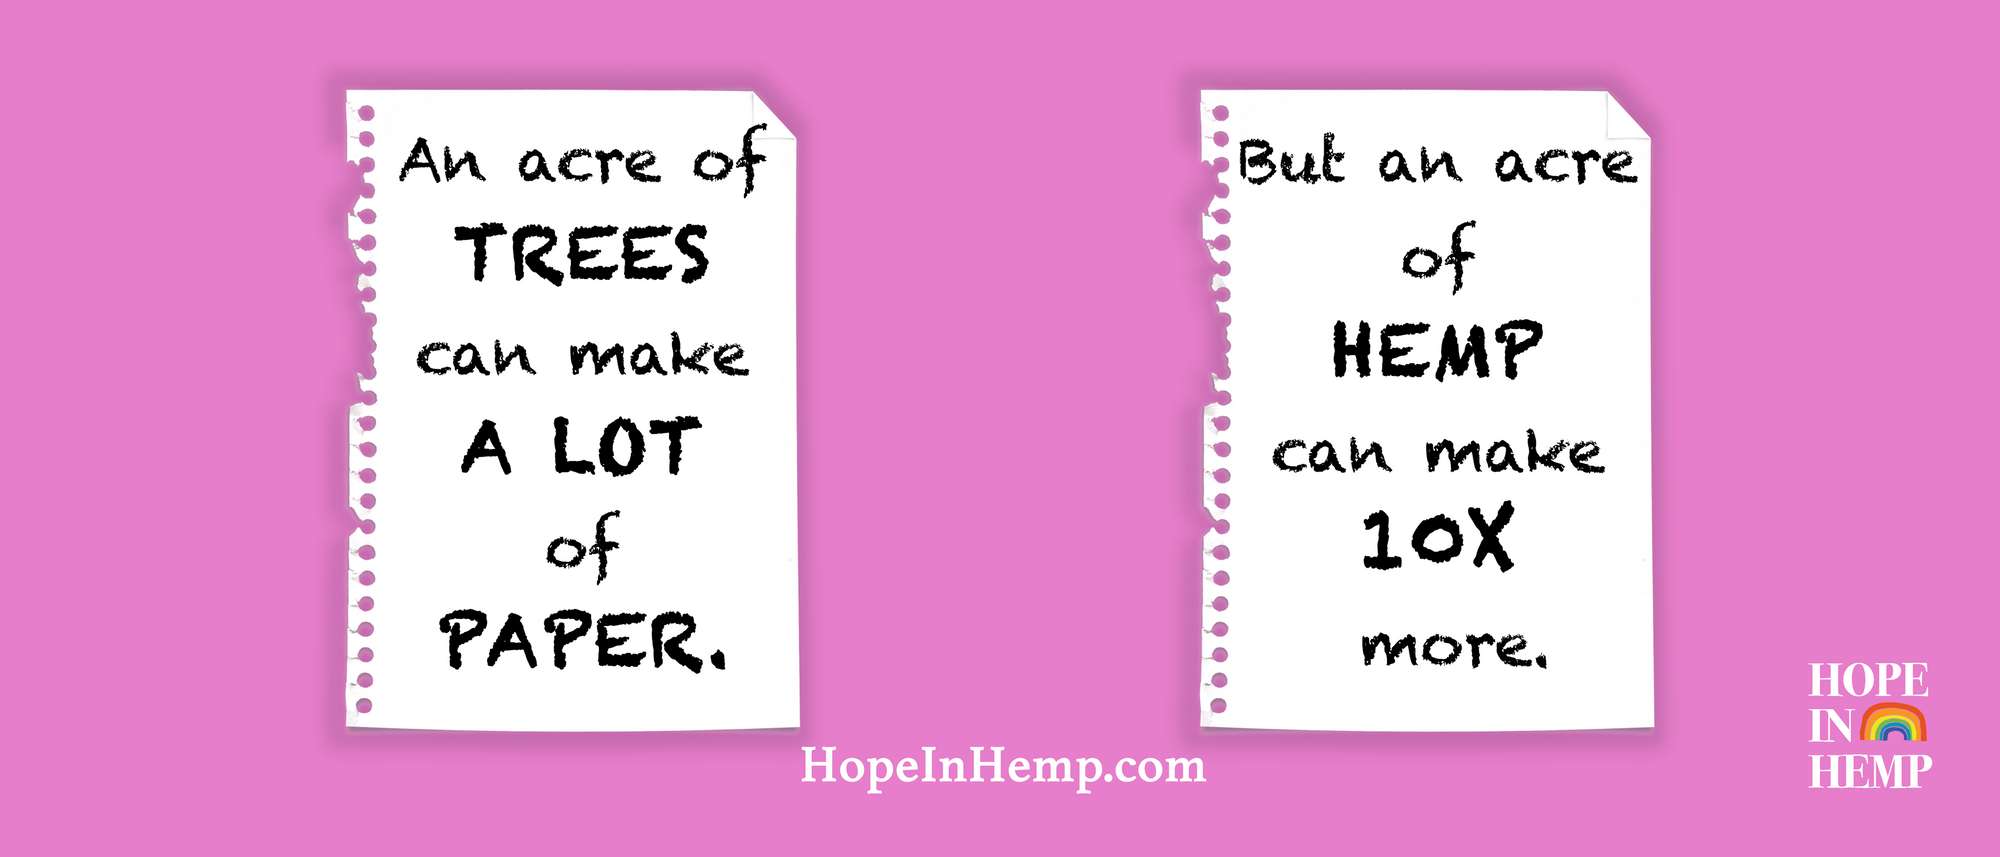 An acre of
TREES
can make
A LOT
of
PAPER.
But an acre
of
HEMP
can make
10X
more.
HopeInHemp.com
HOPE
IN
HEMP